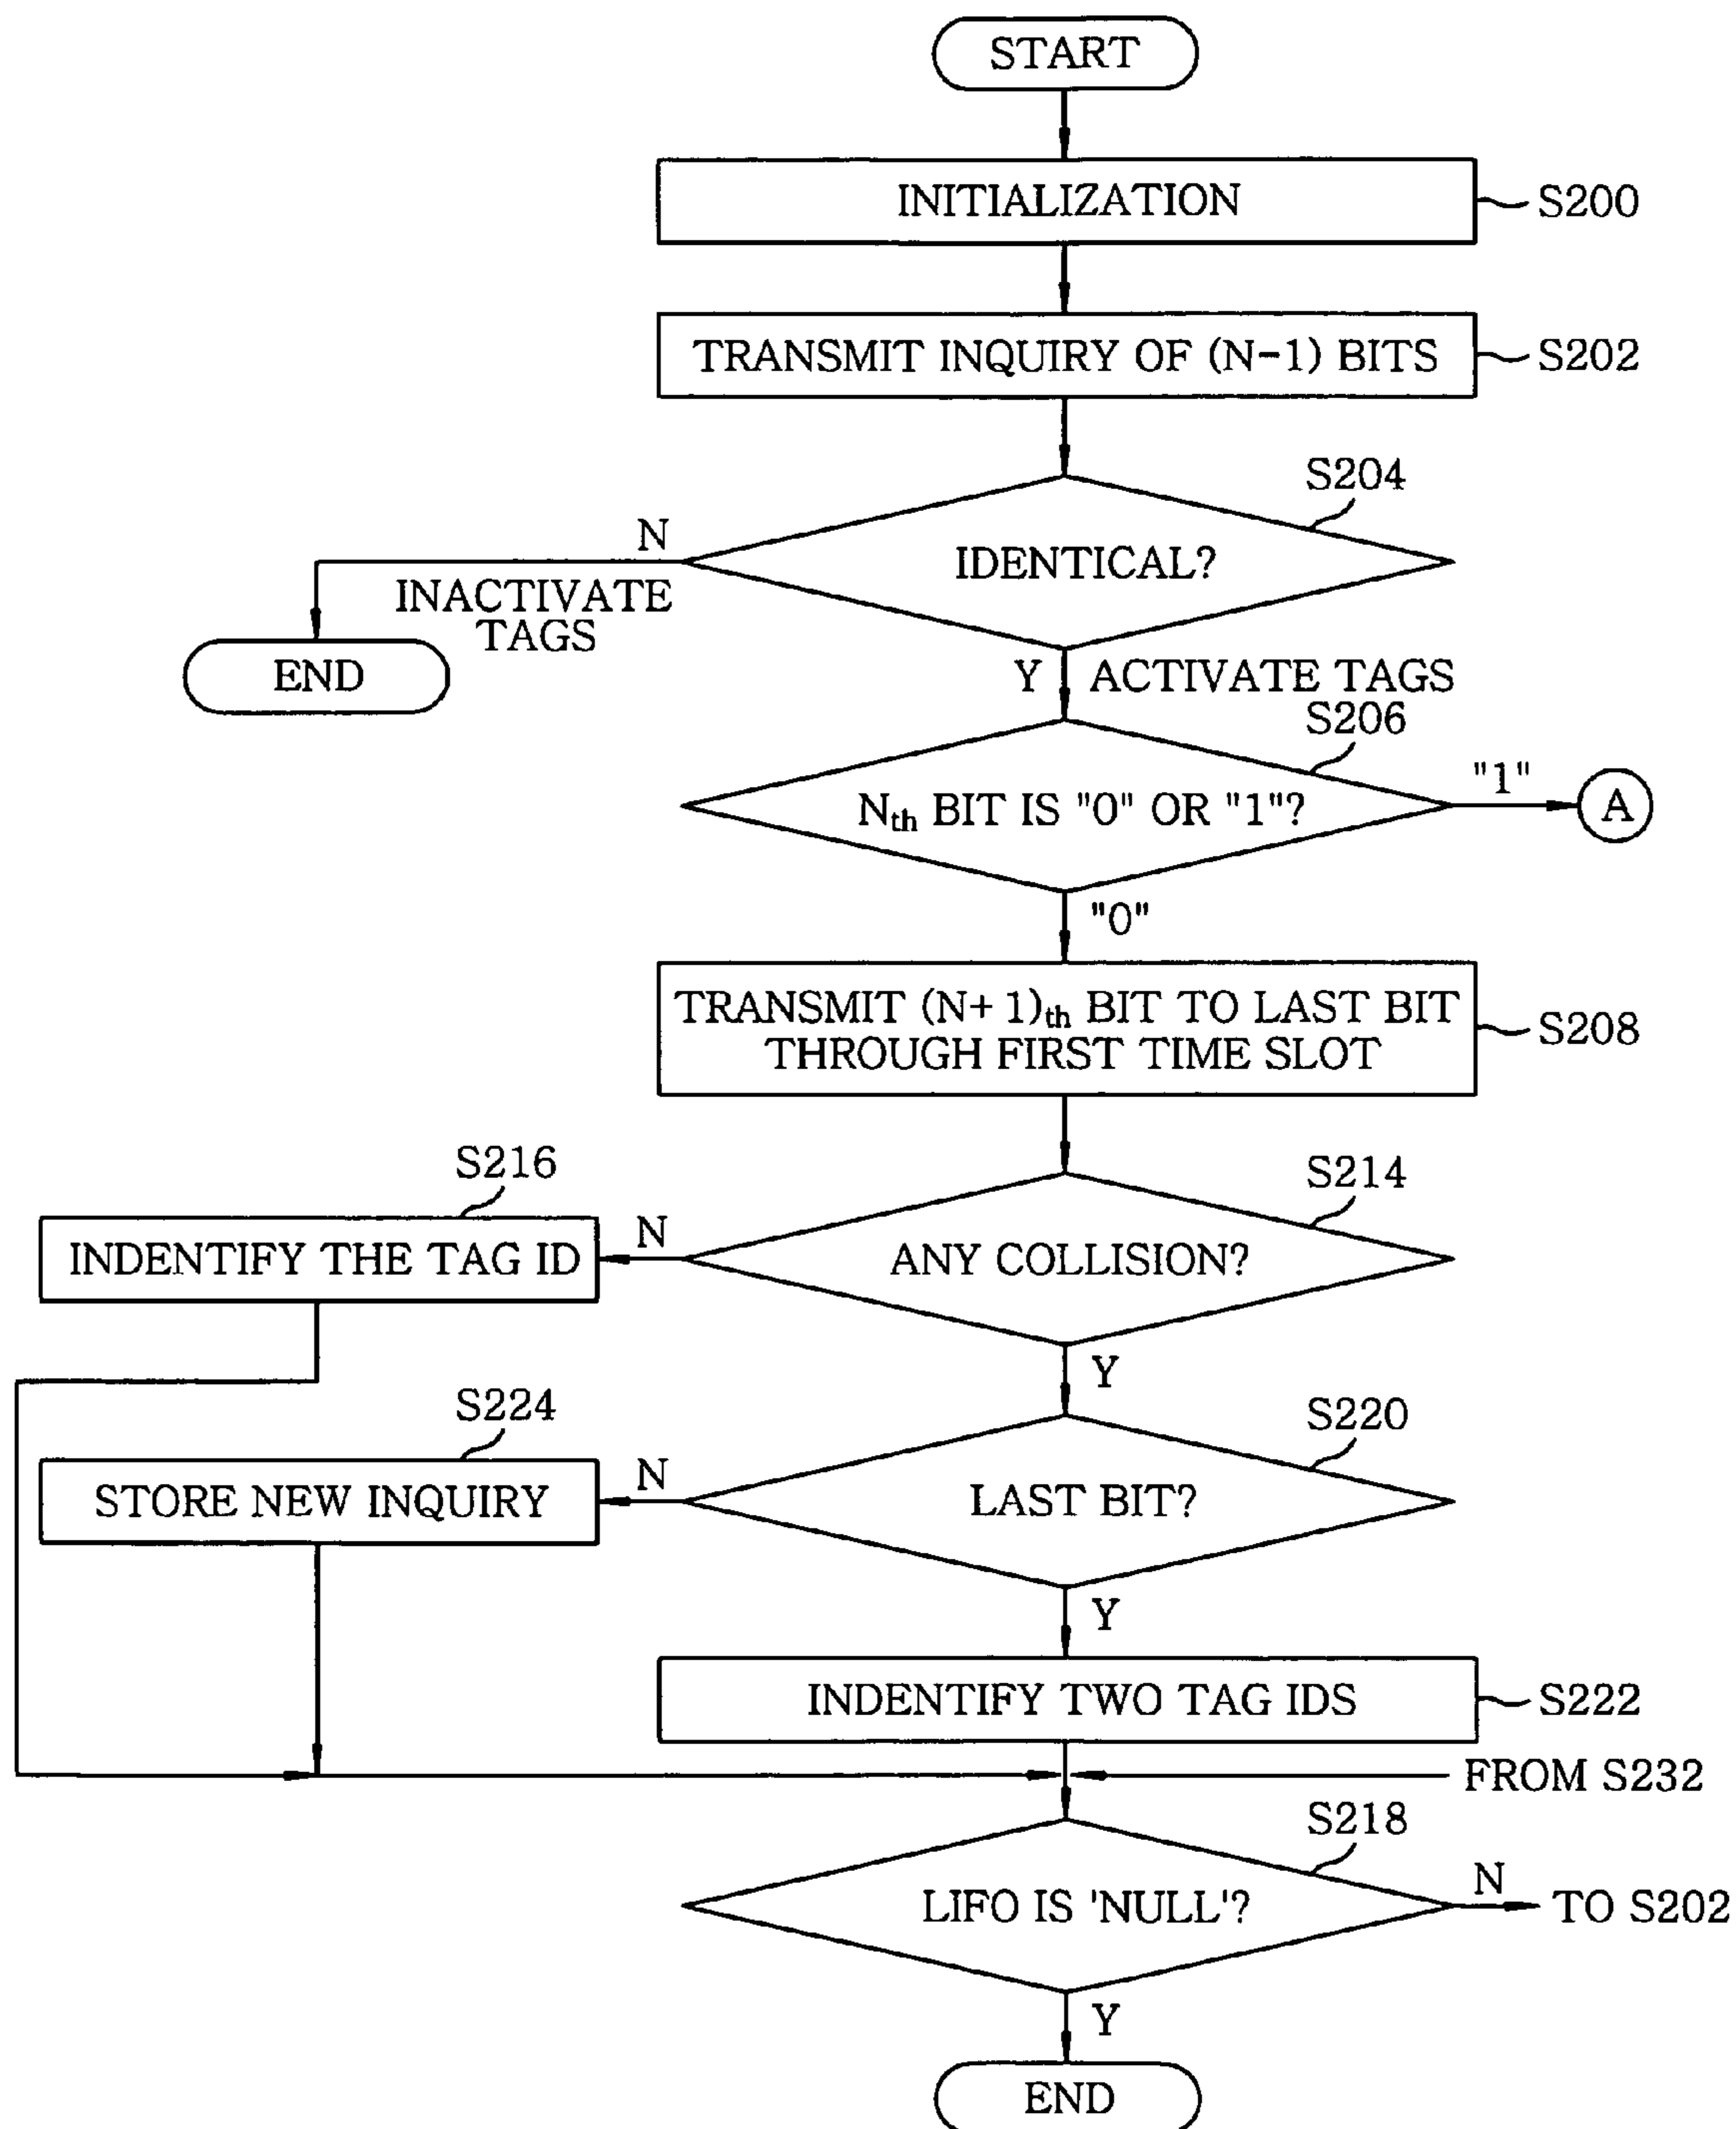 START
INITIALIZATION
S200
TRANSMIT INQUIRY OF (N-1) BITS
S202
S204
N
IDENTICAL?
INACTIVATE
TAGS
END
Y
ACTIVATE TAGS
S206
"1"
Nth BIT IS "0" OR "1"?
A
"0"
TRANSMIT (N+1)th BIT TO LAST BIT
THROUGH FIRST TIME SLOT
S208
S216
S214
INDENTIFY THE TAG ID
N
ANY COLLISION?
Y
S224
S220
STORE NEW INQUIRY
N
LAST BIT?
Y
INDENTIFY TWO TAG IDS
S222
FROM S232
S218
LIFO IS 'NULL'?
N
TO S202
Y
END